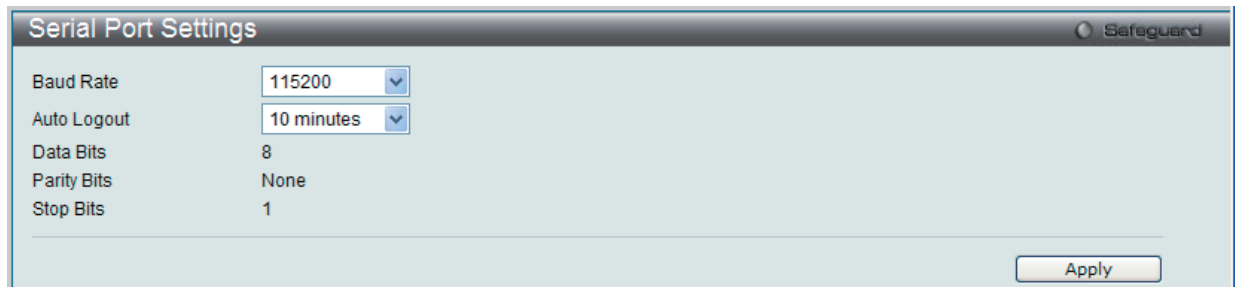 Serial Port Settings
Safeguard
Baud Rate 115200
Auto Logout 10 minutes
Data Bits 8
Parity Bits None
Stop Bits 1
Apply